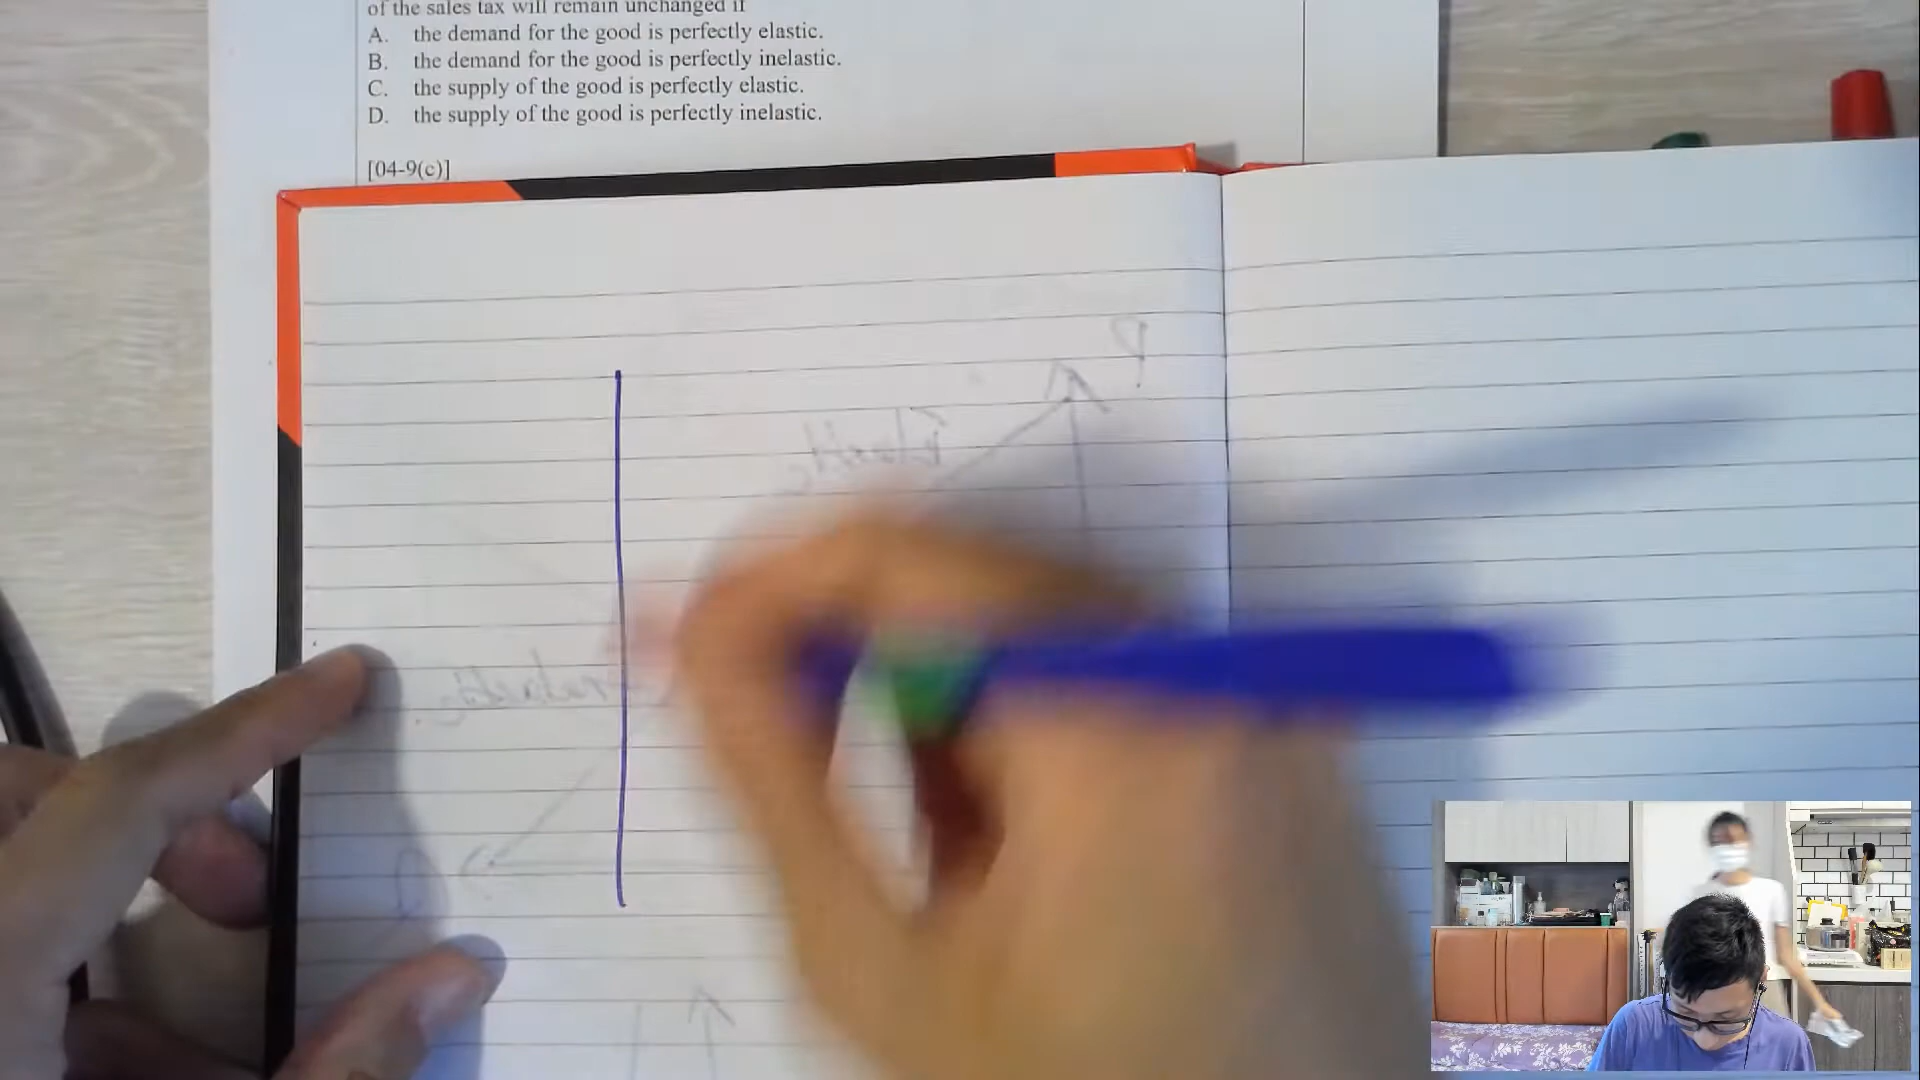 of the sales tax will remain unchanged if
A. the demand for the good is perfectly elastic.
B. the demand for the good is perfectly inelastic.
C. the supply of the good is perfectly elastic.
D. the supply of the good is perfectly inelastic.
[04-9(c)]